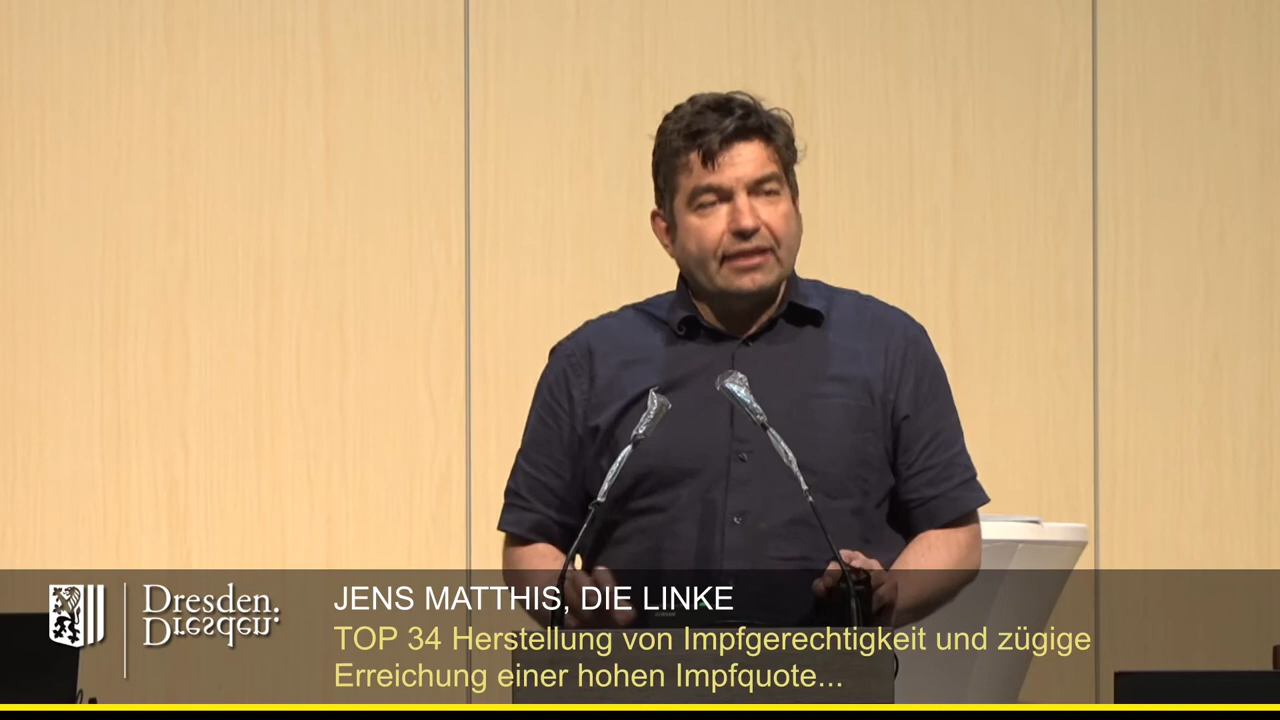 Dresden.
JENS MATTHIS, DIE LINKE
TOP 34 Herstellung von Impfgerechtigkeit und zügige
Erreichung einer hohen Impfquote...